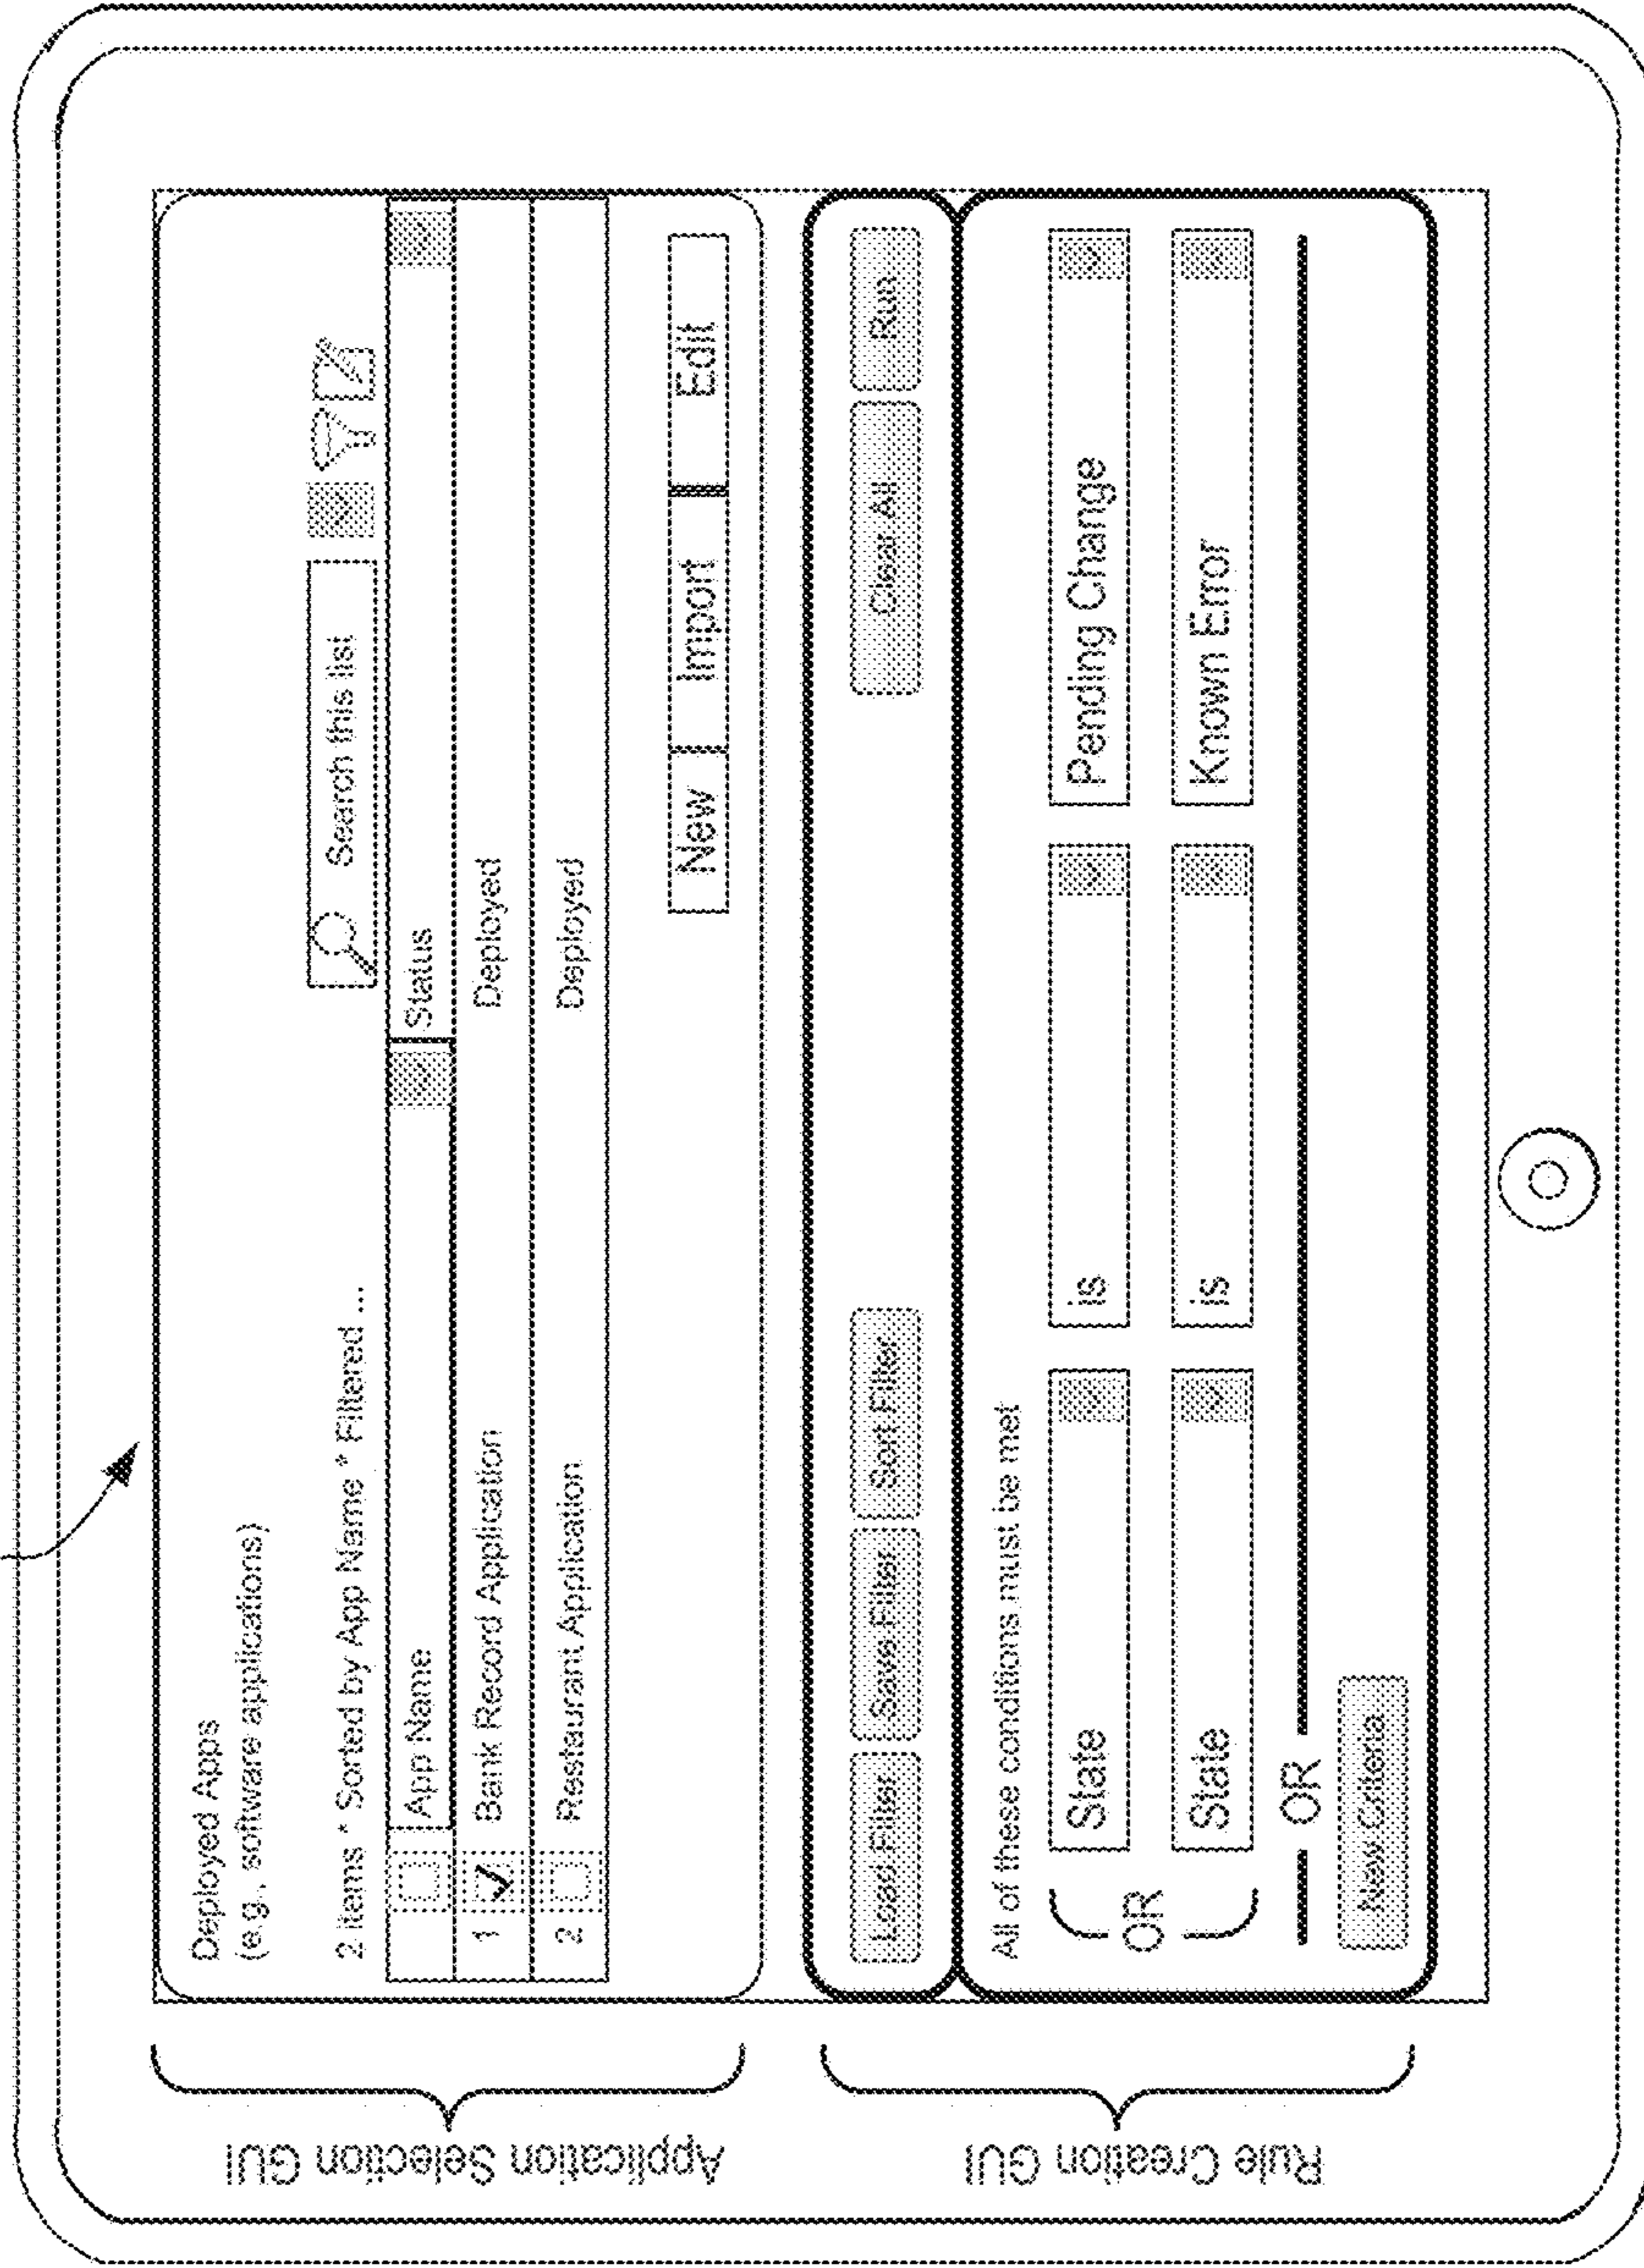 Application Selection GUI
Deployed Apps
(e.g., software applications)
2 items * Sorted by App Name * Filtered ...
Search this list
App Name Status
1 Bank Record Application Deployed
2 Restaurant Application Deployed
New Import Edit
Rule Creation GUI
Load Filter Save Filter Sort Filter Clear All Run
All of these conditions must be met
State is Pending Change
OR
State is Known Error
OR
New Criteria